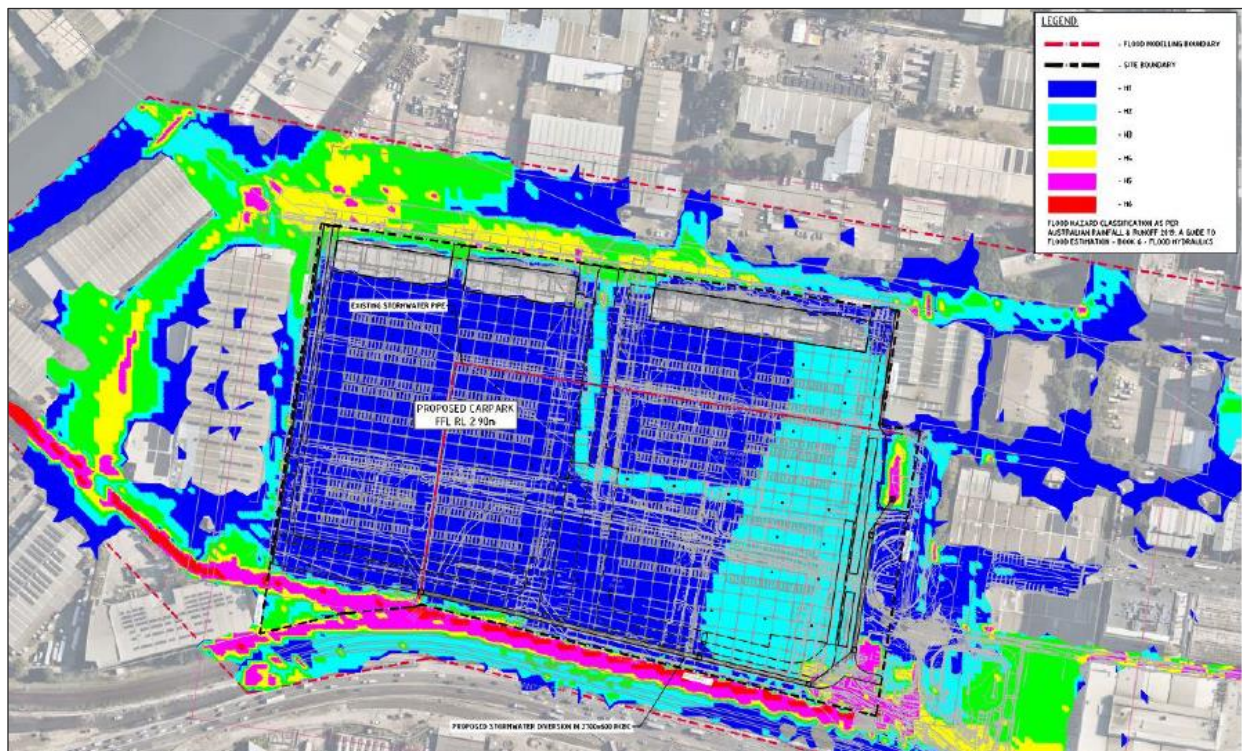 LEGEND
- FLOOD MODELLING BOUNDARY
- SITE BOUNDARY
- H1
- H2
- H3
- H4
- H5
- H6
FLOOD HAZARD CLASSIFICATION AS PER
AUSTRALIAN RAINFALL & RUNOFF 2019: A GUIDE TO
FLOOD ESTIMATION - BOOK 6 - FLOOD HYDRAULICS
EXISTING STORMWATER PIPE
PROPOSED CARPARK
FFL RL 2.90m
PROPOSED STORMWATER DIVERSION IN 2700x600 RCBC